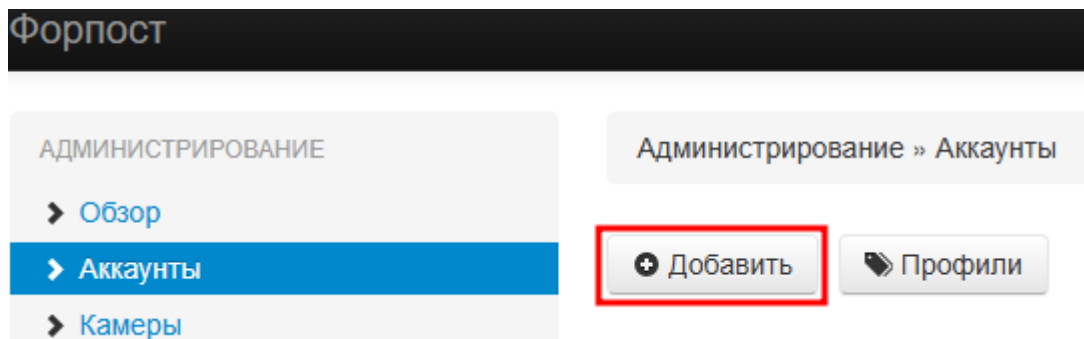 Форпост
АДМИНИСТРИРОВАНИЕ
Обзор
Аккаунты
Камеры
Администрирование » Аккаунты
Добавить
Профили